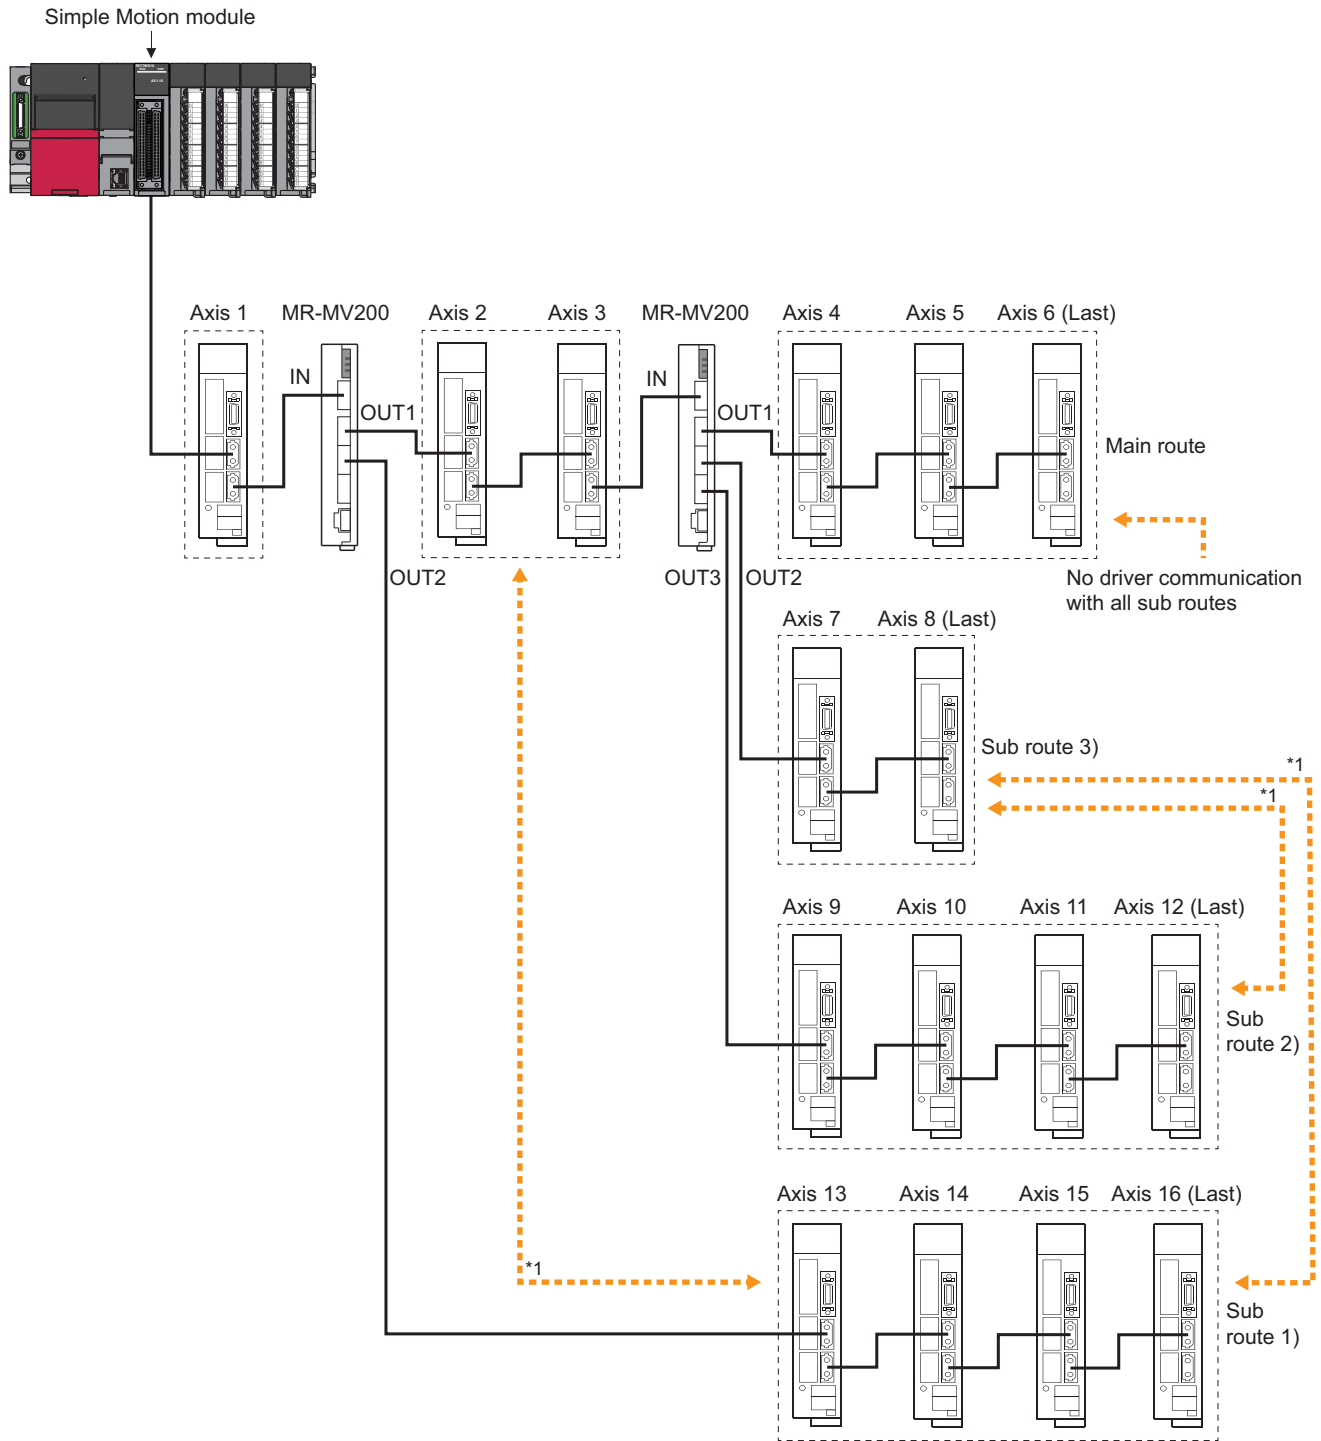 Simple Motion module
Axis 1
MR-MV200
Axis 2
Axis 3
MR-MV200
Axis 4
Axis 5
Axis 6 (Last)
IN
OUT1
IN
OUT1
Main route
OUT2
OUT3
OUT2
No driver communication
with all sub routes
Axis 7
Axis 8 (Last)
Sub route 3)
*1
*1
Axis 9
Axis 10
Axis 11
Axis 12 (Last)
Sub
route 2)
Axis 13
Axis 14
Axis 15
Axis 16 (Last)
*1
Sub
route 1)